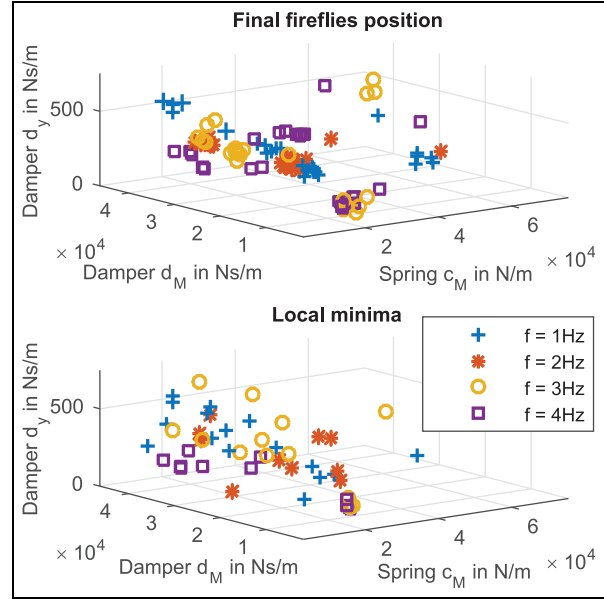 Final fireflies position
Damper d_y in Ns/m
500
0
4
3
2
1
× 10^4
Damper d_M in Ns/m
2
4
6
× 10^4
Spring c_M in N/m
Local minima
f = 1Hz
f = 2Hz
f = 3Hz
f = 4Hz
Damper d_y in Ns/m
500
0
4
3
2
1
× 10^4
Damper d_M in Ns/m
2
4
6
× 10^4
Spring c_M in N/m